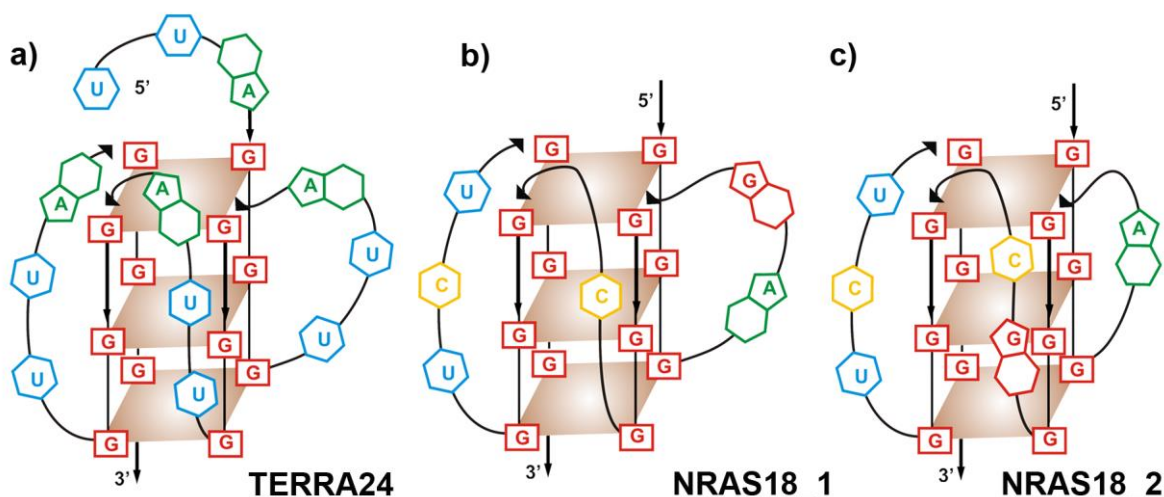 a)
U
U 5' A
G G
A A A
G G
U
U G G
U
G G U
U G G
U
G G
3'
TERRA24
b)
5'
G G
U G
G G
G G
C C A
G G
U G G
G G
3'
NRAS18 1
c)
5'
G G
U
G G A
C G G
C
G G G
U G G
G G
3'
NRAS18 2